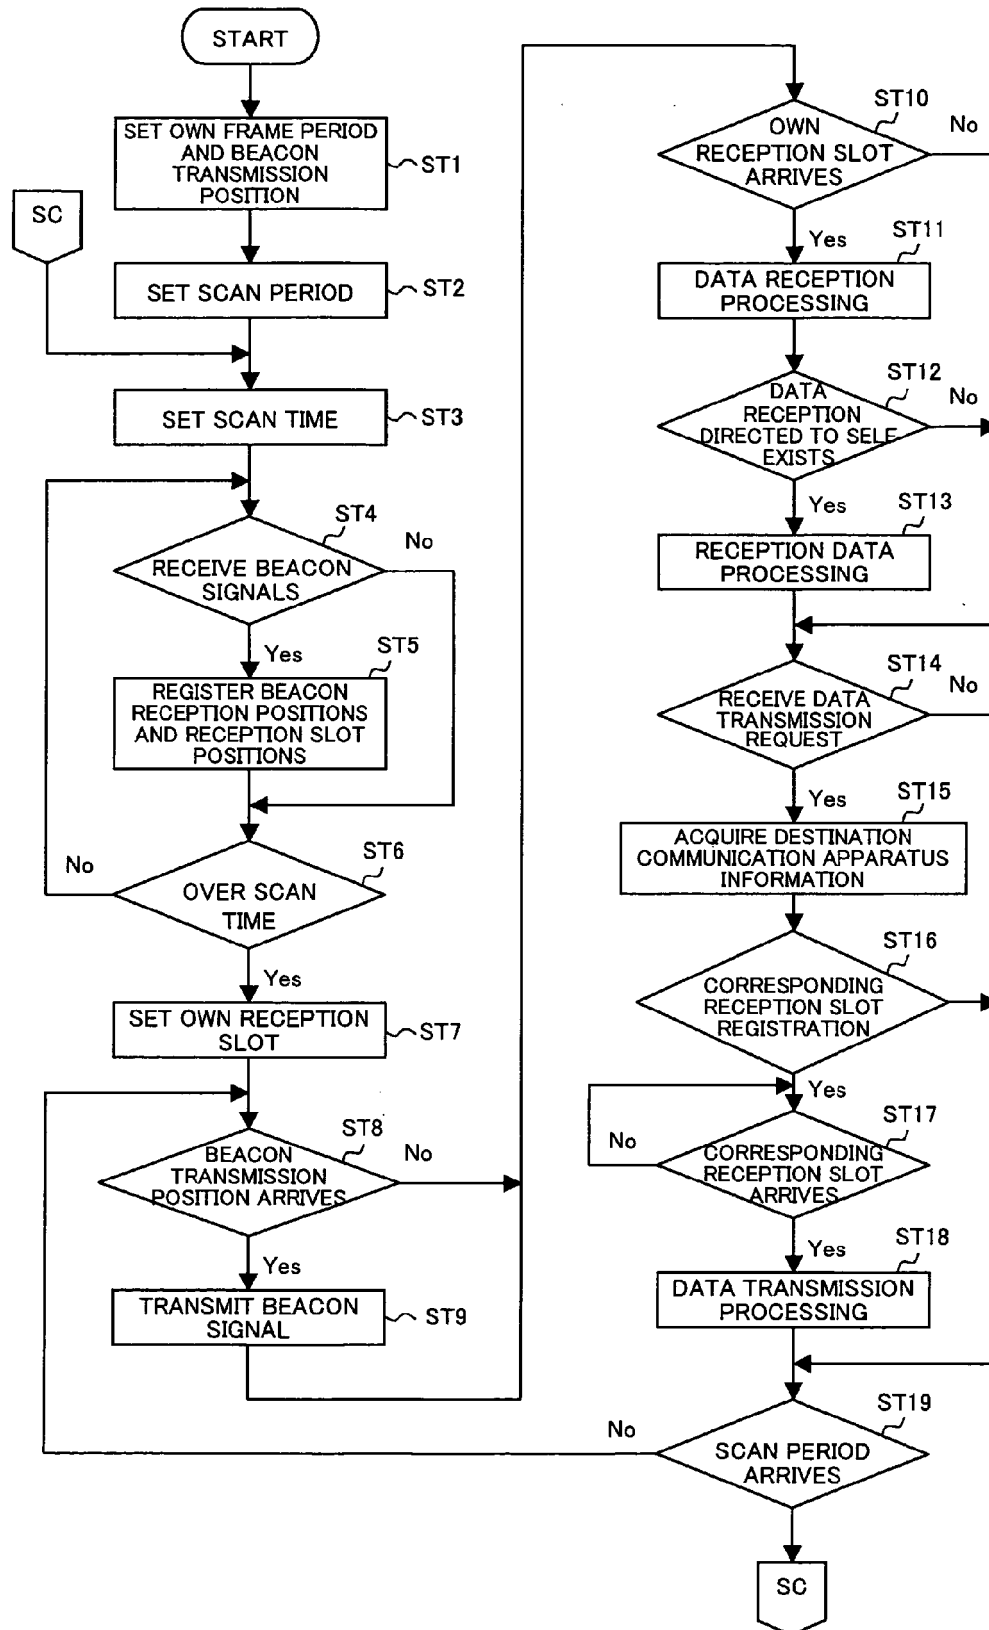 START
SET OWN FRAME PERIOD
AND BEACON
TRANSMISSION
POSITION
ST1
SC
SET SCAN PERIOD
ST2
SET SCAN TIME
ST3
ST4
No
RECEIVE BEACON
SIGNALS
Yes
ST5
REGISTER BEACON
RECEPTION POSITIONS
AND RECEPTION SLOT
POSITIONS
ST6
No
OVER SCAN
TIME
Yes
SET OWN RECEPTION
SLOT
ST7
ST8
No
BEACON
TRANSMISSION
POSITION ARRIVES
Yes
TRANSMIT BEACON
SIGNAL
ST9
ST10
No
OWN
RECEPTION SLOT
ARRIVES
Yes
ST11
DATA RECEPTION
PROCESSING
ST12
No
DATA
RECEPTION
DIRECTED TO SELF
EXISTS
Yes
ST13
RECEPTION DATA
PROCESSING
ST14
No
RECEIVE DATA
TRANSMISSION
REQUEST
Yes
ST15
ACQUIRE DESTINATION
COMMUNICATION APPARATUS
INFORMATION
ST16
CORRESPONDING
RECEPTION SLOT
REGISTRATION
Yes
ST17
No
CORRESPONDING
RECEPTION SLOT
ARRIVES
Yes
ST18
DATA TRANSMISSION
PROCESSING
ST19
No
SCAN PERIOD
ARRIVES
SC